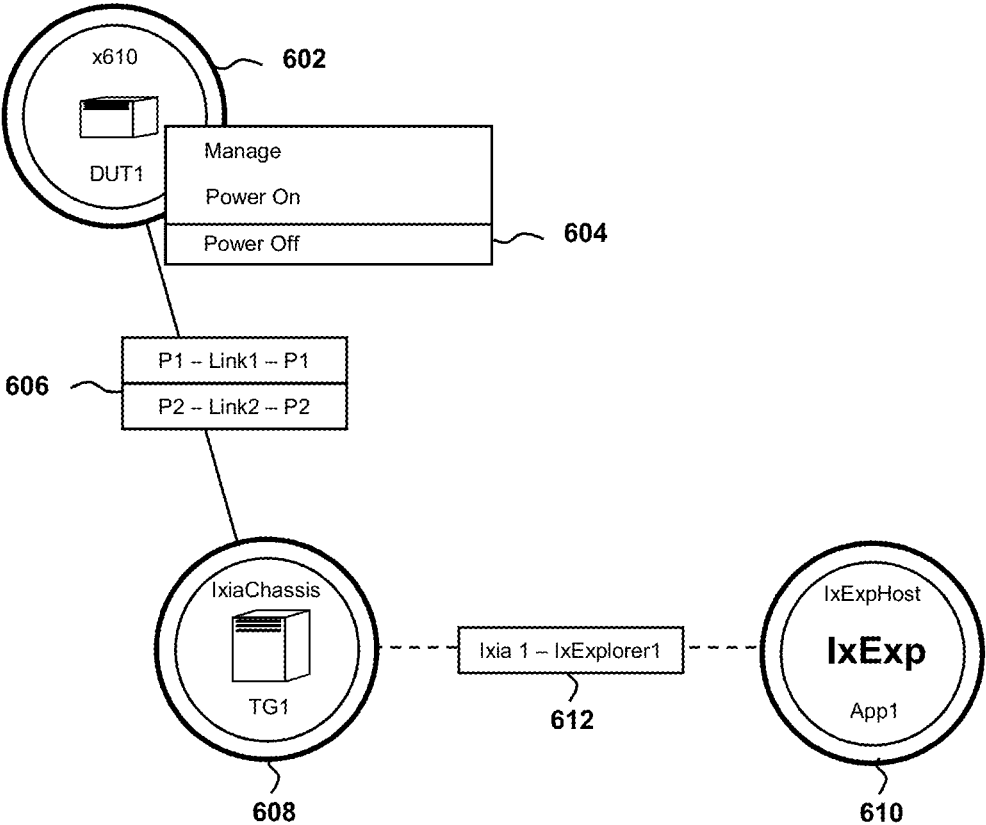 x610
602
DUT1
Manage
Power On
Power Off
604
P1 – Link1 – P1
606
P2 – Link2 – P2
IxiaChassis
TG1
608
Ixia 1 – IxExplorer1
612
IxExpHost
IxExp
App1
610